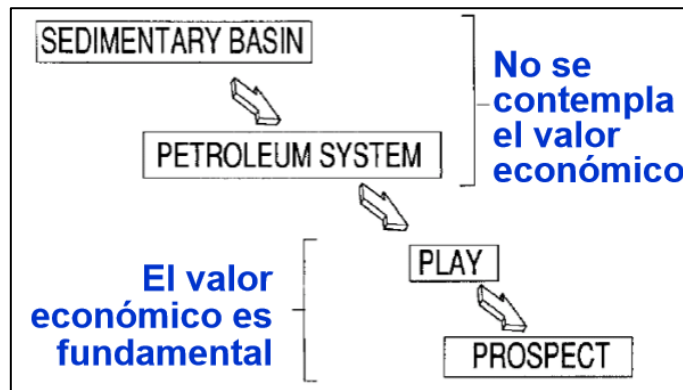 SEDIMENTARY BASIN
No se
contempla
el valor
económico
PETROLEUM SYSTEM
El valor
económico es
fundamental
PLAY
PROSPECT